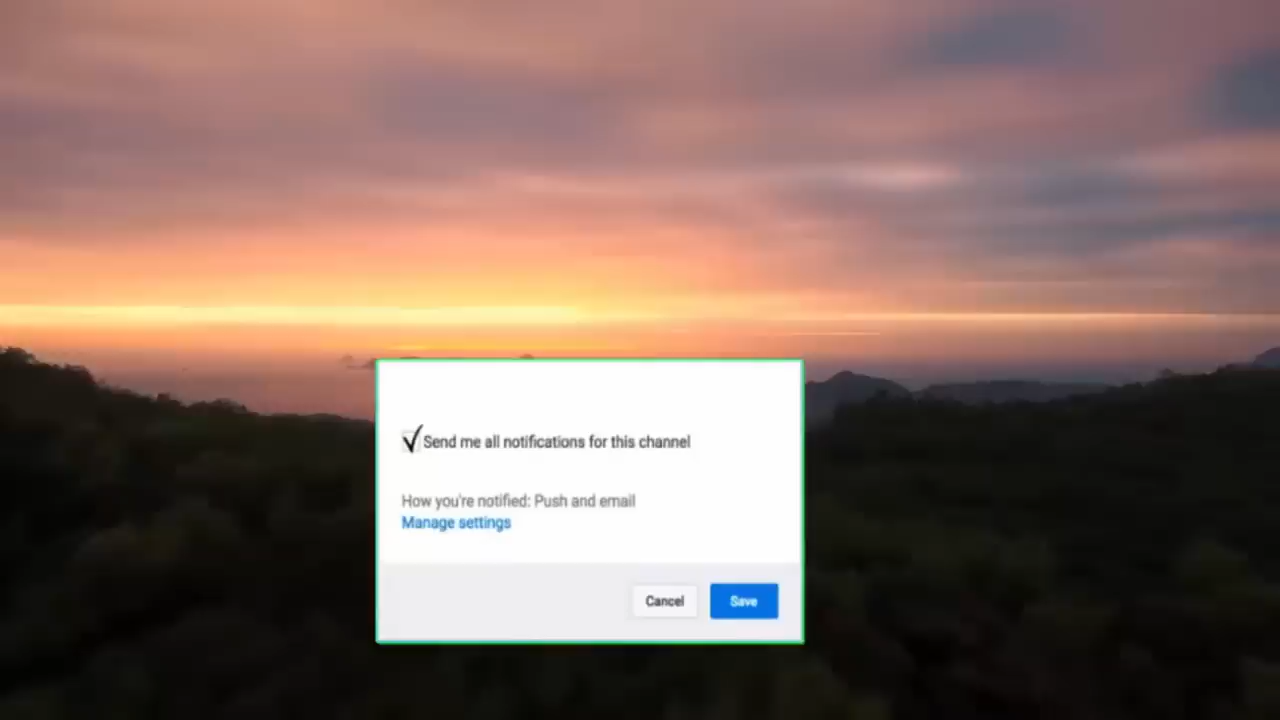 Send me all notifications for this channel
How you're notified: Push and email
Manage settings
Cancel
Save